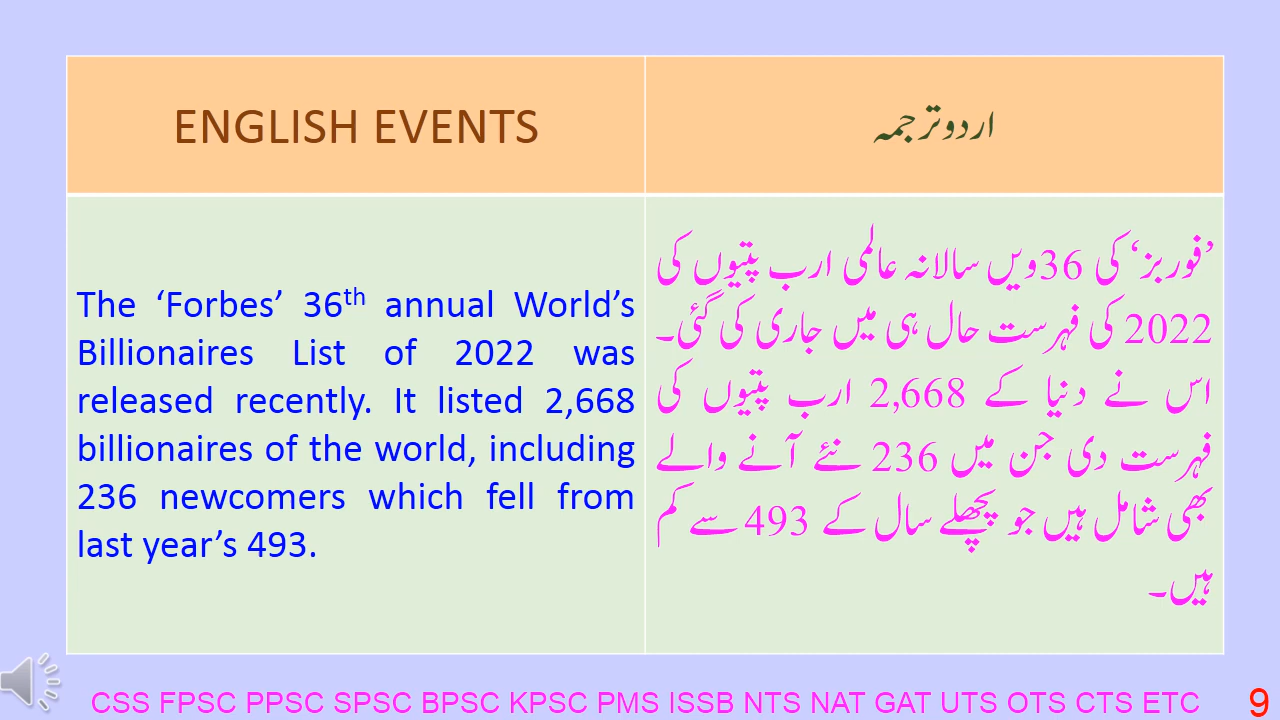 ENGLISH EVENTS
اردو ترجمہ
The ‘Forbes’ 36th annual World’s
Billionaires List of 2022 was
released recently. It listed 2,668
billionaires of the world, including
236 newcomers which fell from
last year’s 493.
’فوربز‘ کی 36ویں سالانہ عالمی ارب پتیوں کی
2022 کی فہرست حال ہی میں جاری کی گئی۔
اس نے دنیا کے 2,668 ارب پتیوں کی
فہرست دی جن میں 236 نئے آنے والے
بھی شامل ہیں جو پچھلے سال کے 493 سے کم
ہیں۔
CSS FPSC PPSC SPSC BPSC KPSC PMS ISSB NTS NAT GAT UTS OTS CTS ETC
9